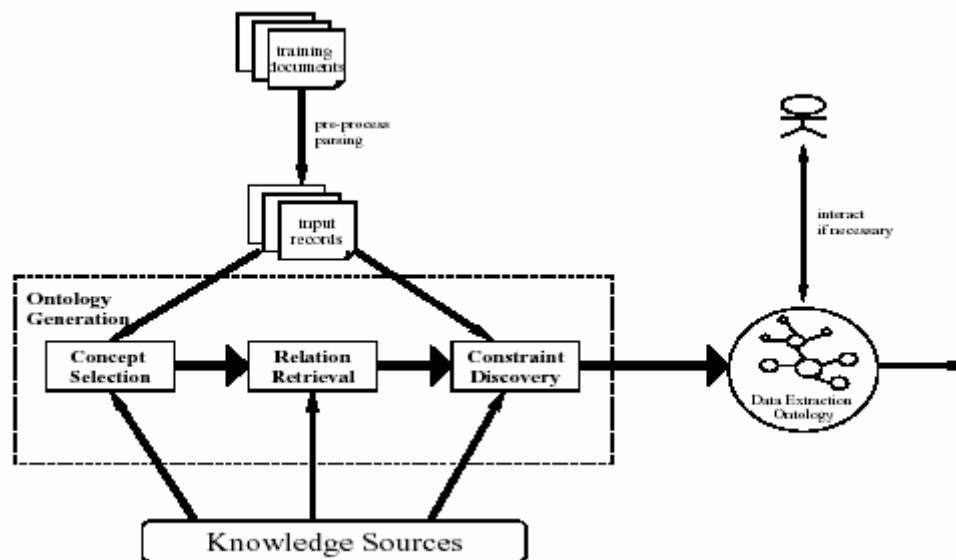 training
documents
pre-process
parsing
input
records
interact
if necessary
Ontology
Generation
Concept
Selection
Relation
Retrieval
Constraint
Discovery
Data Extraction
Ontology
Knowledge Sources